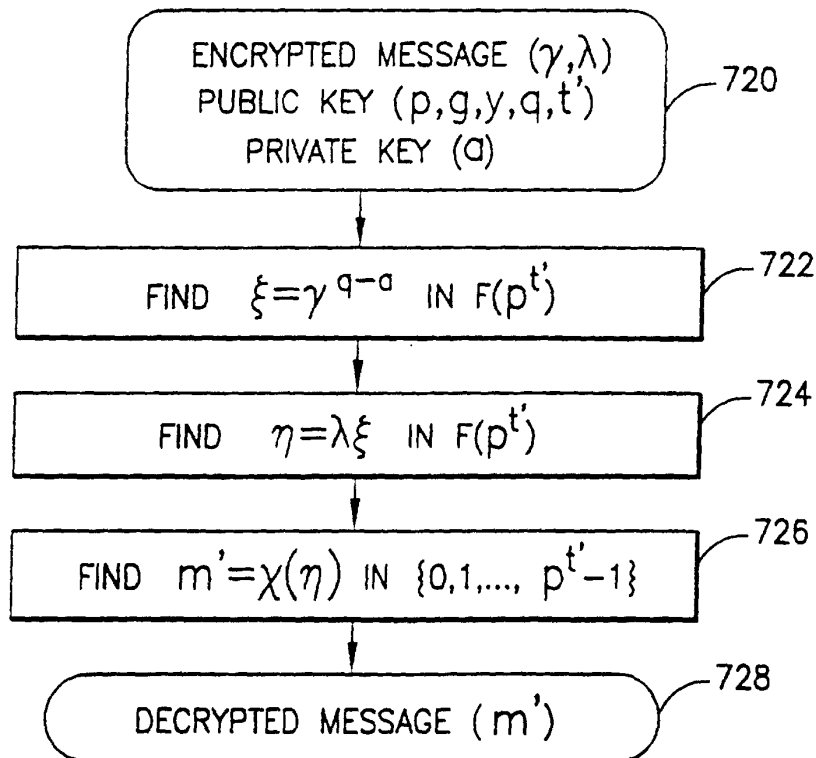 ENCRYPTED MESSAGE (γ,λ)
PUBLIC KEY (p,g,y,q,t')
PRIVATE KEY (a)
720
FIND ξ=γ^{q-a} IN F(p^{t'})
722
FIND η=λξ IN F(p^{t'})
724
FIND m'=χ(η) IN {0,1,..., p^{t'}-1}
726
DECRYPTED MESSAGE (m')
728